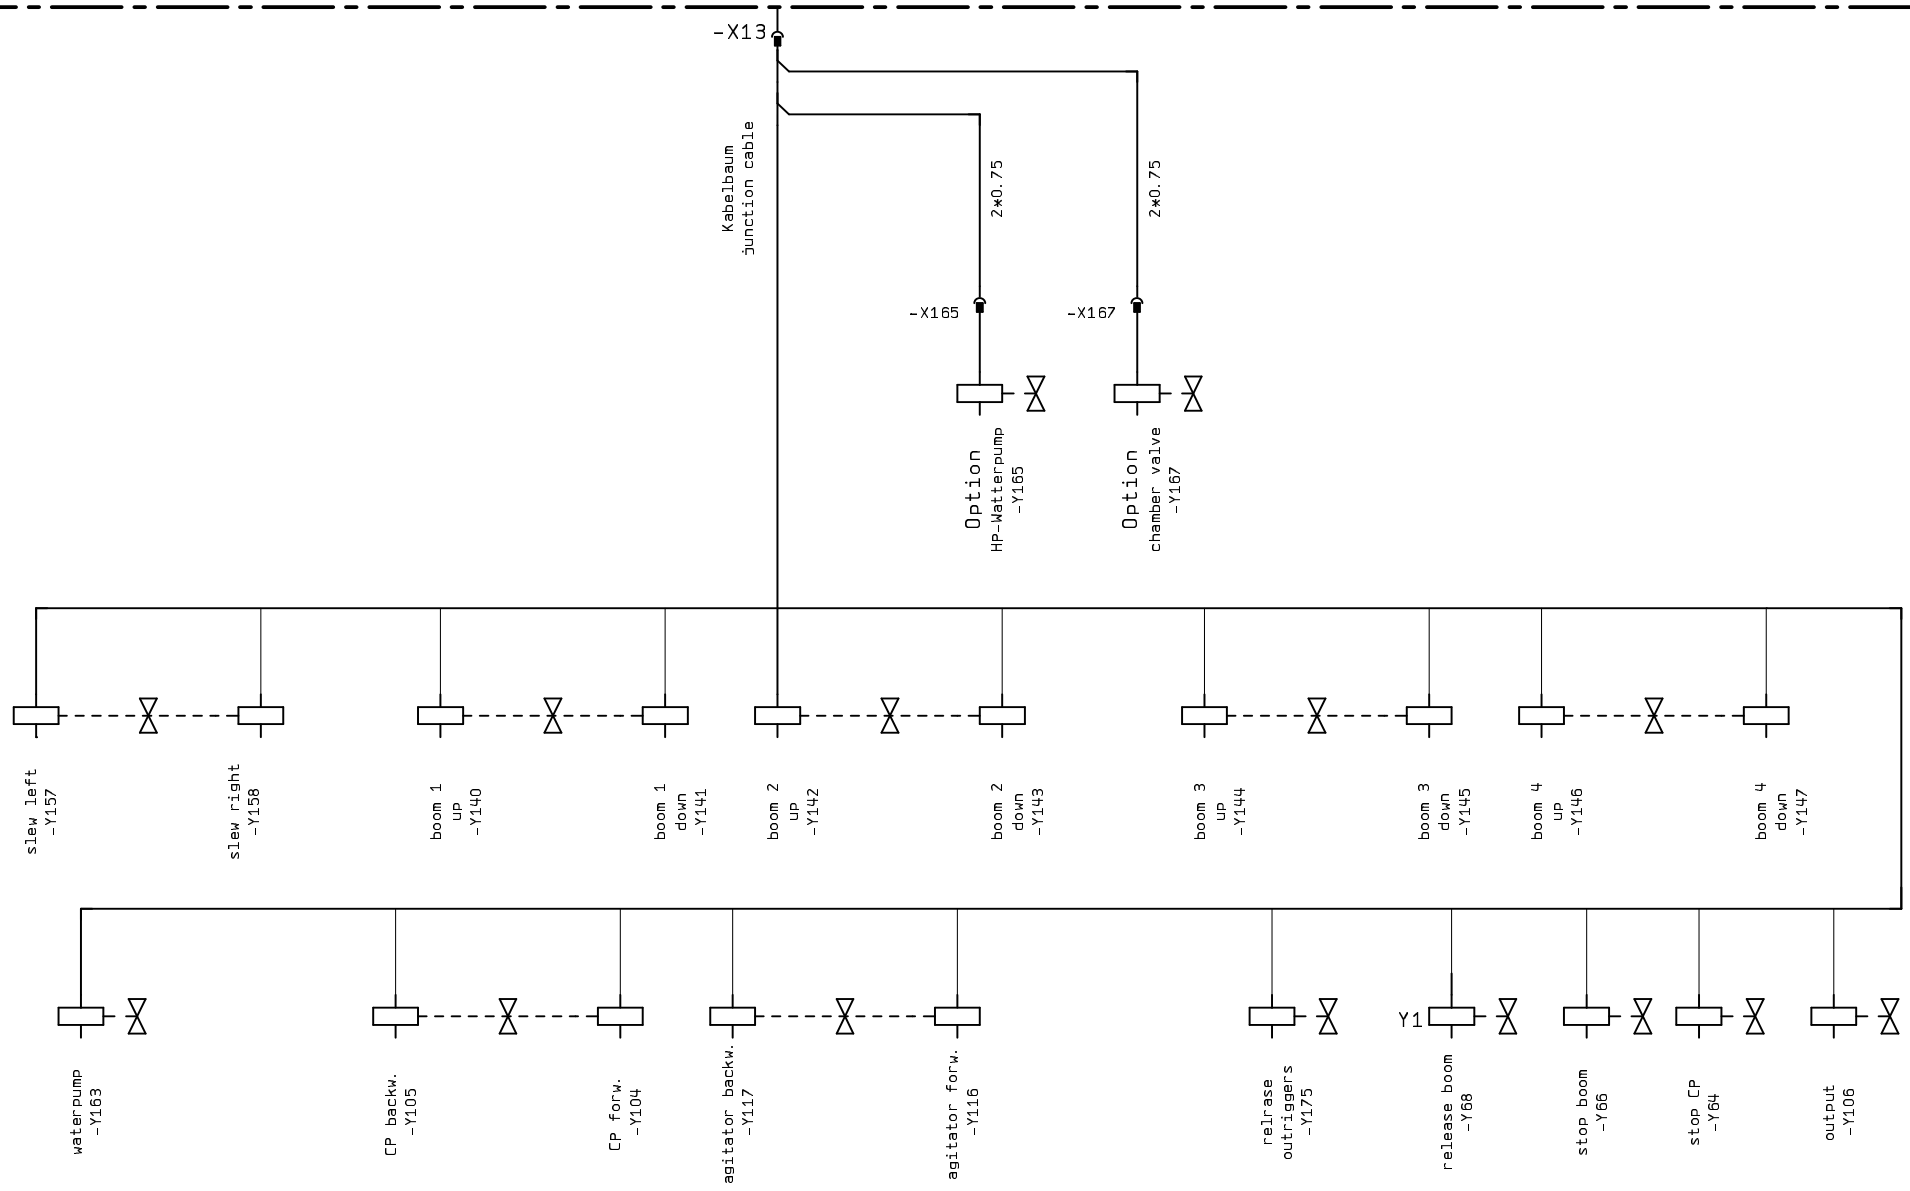 -X13
Kabelbaum
junction cable
2*0.75
2*0.75
-X165
-X167
Option
HP-Watterpump
-Y165
Option
chamber valve
-Y167
slew left
-Y157
slew right
-Y158
boom 1
up
-Y140
boom 1
down
-Y141
boom 2
up
-Y142
boom 2
down
-Y143
boom 3
up
-Y144
boom 3
down
-Y145
boom 4
up
-Y146
boom 4
down
-Y147
waterpump
-Y163
CP backw.
-Y105
CP forw.
-Y104
agitator backw.
-Y117
agitator forw.
-Y116
relrase
outriggers
-Y175
Y1
release boom
-Y68
stop boom
-Y66
stop CP
-Y64
output
-Y106